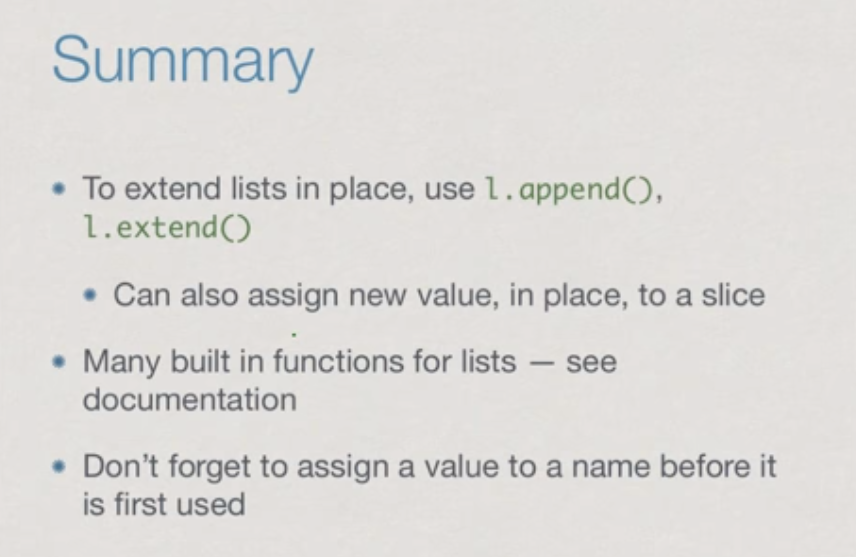 Summary
• To extend lists in place, use l.append(),
l.extend()
• Can also assign new value, in place, to a slice
• Many built in functions for lists — see
documentation
• Don’t forget to assign a value to a name before it
is first used